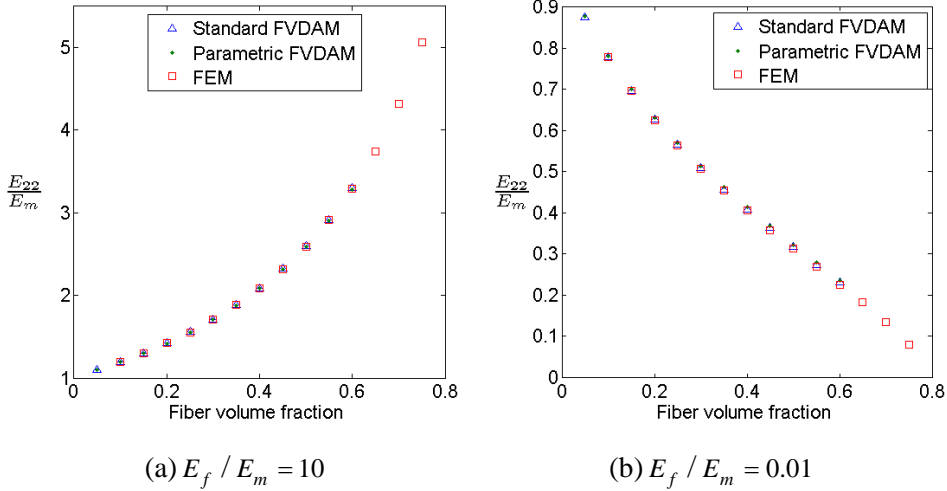 Standard FVDAM
Parametric FVDAM
FEM
5
4
3
2
1
E22
Em
0
0.2
0.4
0.6
0.8
Fiber volume fraction
(a) Ef / Em = 10
0.9
0.8
0.7
0.6
0.5
0.4
0.3
0.2
0.1
0
Standard FVDAM
Parametric FVDAM
FEM
E22
Em
0
0.2
0.4
0.6
0.8
Fiber volume fraction
(b) Ef / Em = 0.01